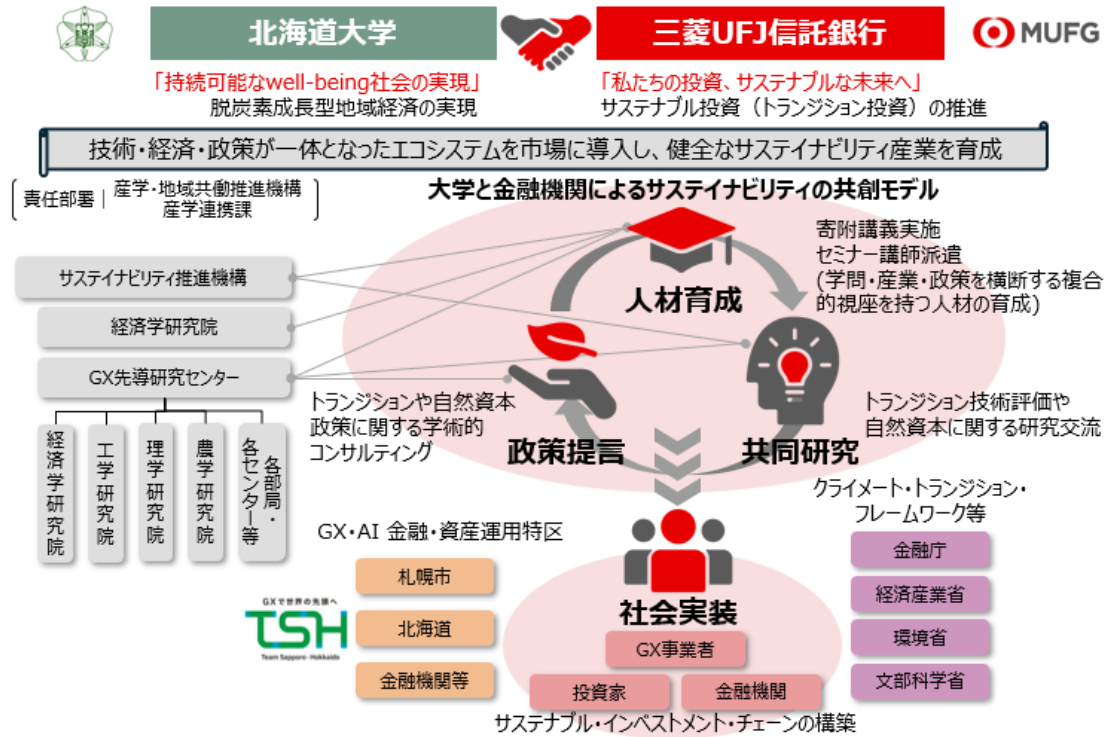 北海道大学
三菱UFJ信託銀行
MUFG
「持続可能なwell-being社会の実現」
脱炭素成長型地域経済の実現
「私たちの投資、サステナブルな未来へ」
サステナブル投資（トランジション投資）の推進
技術・経済・政策が一体となったエコシステムを市場に導入し、健全なサステイナビリティ産業を育成
責任部署
産学・地域共働推進機構
産学連携課
大学と金融機関によるサステイナビリティの共創モデル
サステイナビリティ推進機構
経済学研究院
GX先導研究センター
経済学研究院
工学研究院
理学研究院
農学研究院
各部局・
各センター等
人材育成
寄附講義実施
セミナー講師派遣
(学問・産業・政策を横断する複合
的視座を持つ人材の育成)
トランジションや自然資本
政策に関する学術的
コンサルティング
政策提言
共同研究
トランジション技術評価や
自然資本に関する研究交流
GX・AI 金融・資産運用特区
札幌市
北海道
金融機関等
GXで世界の先頭へ
TSH
Team Sapporo-Hokkaido
社会実装
GX事業者
投資家
金融機関
サステナブル・インベストメント・チェーンの構築
クライメート・トランジション・
フレームワーク等
金融庁
経済産業省
環境省
文部科学省